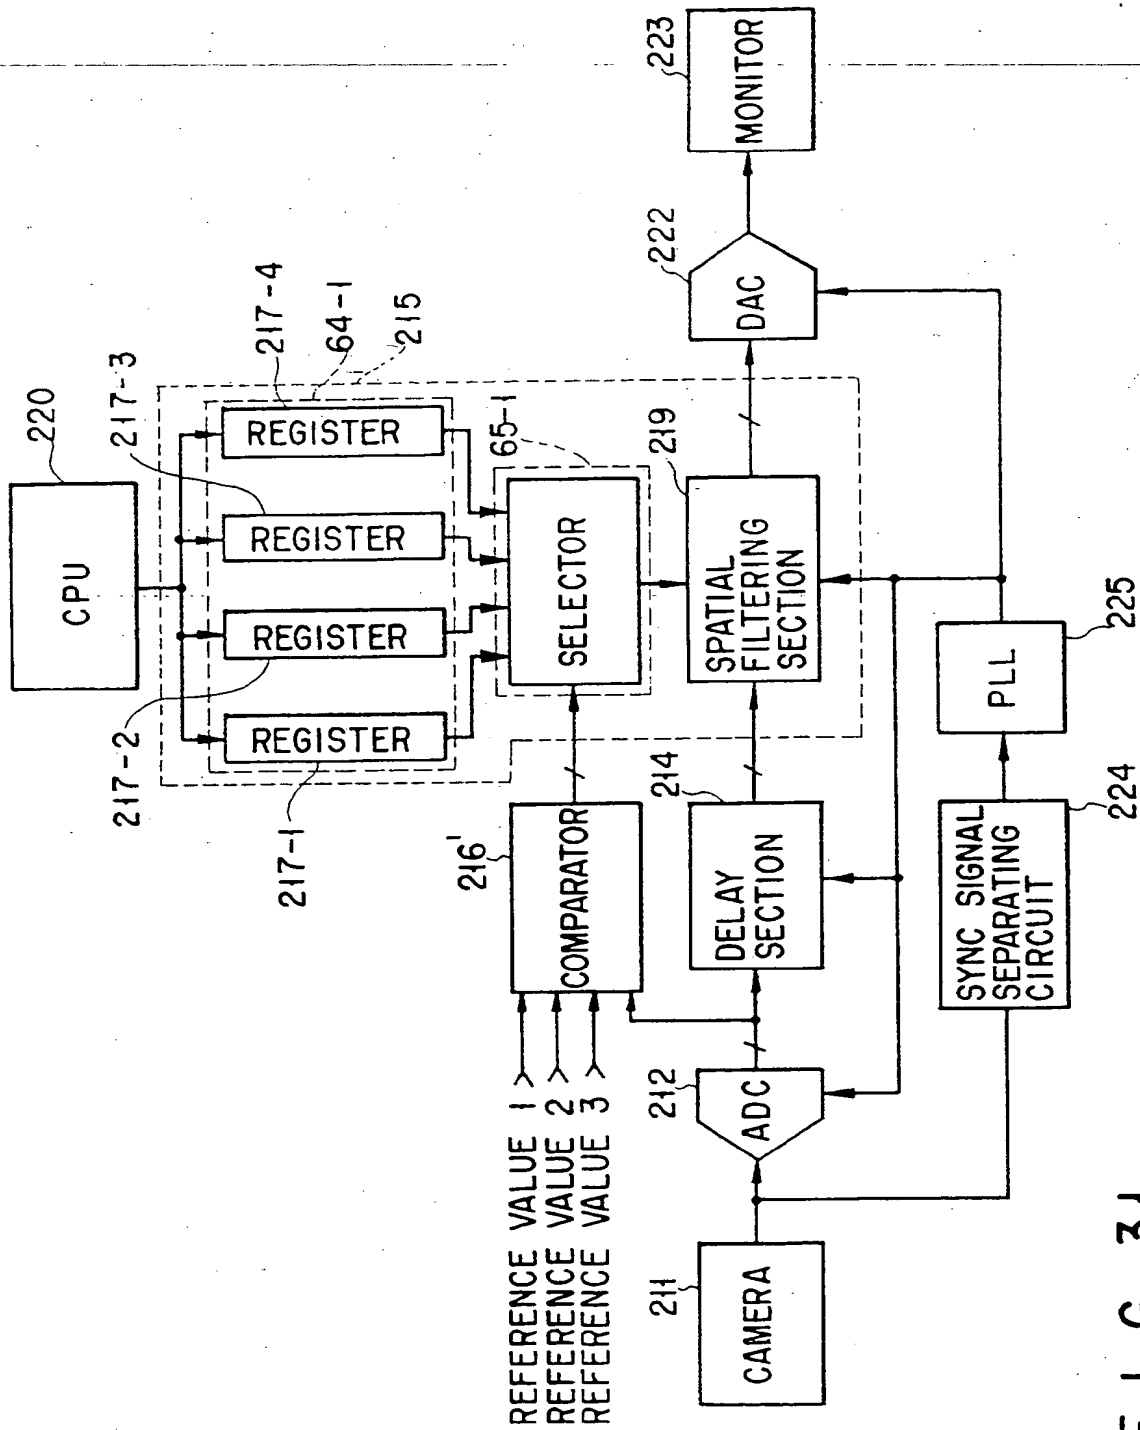 220
CPU
217-3
217-4
64-1
215
217-2
217-1
REGISTER
REGISTER
REGISTER
REGISTER
65-1
SELECTOR
216'
COMPARATOR
REFERENCE VALUE 1
REFERENCE VALUE 2
REFERENCE VALUE 3
211
CAMERA
212
ADC
214
DELAY
SECTION
219
SPATIAL
FILTERING
SECTION
222
DAC
223
MONITOR
224
SYNC SIGNAL
SEPARATING
CIRCUIT
225
PLL